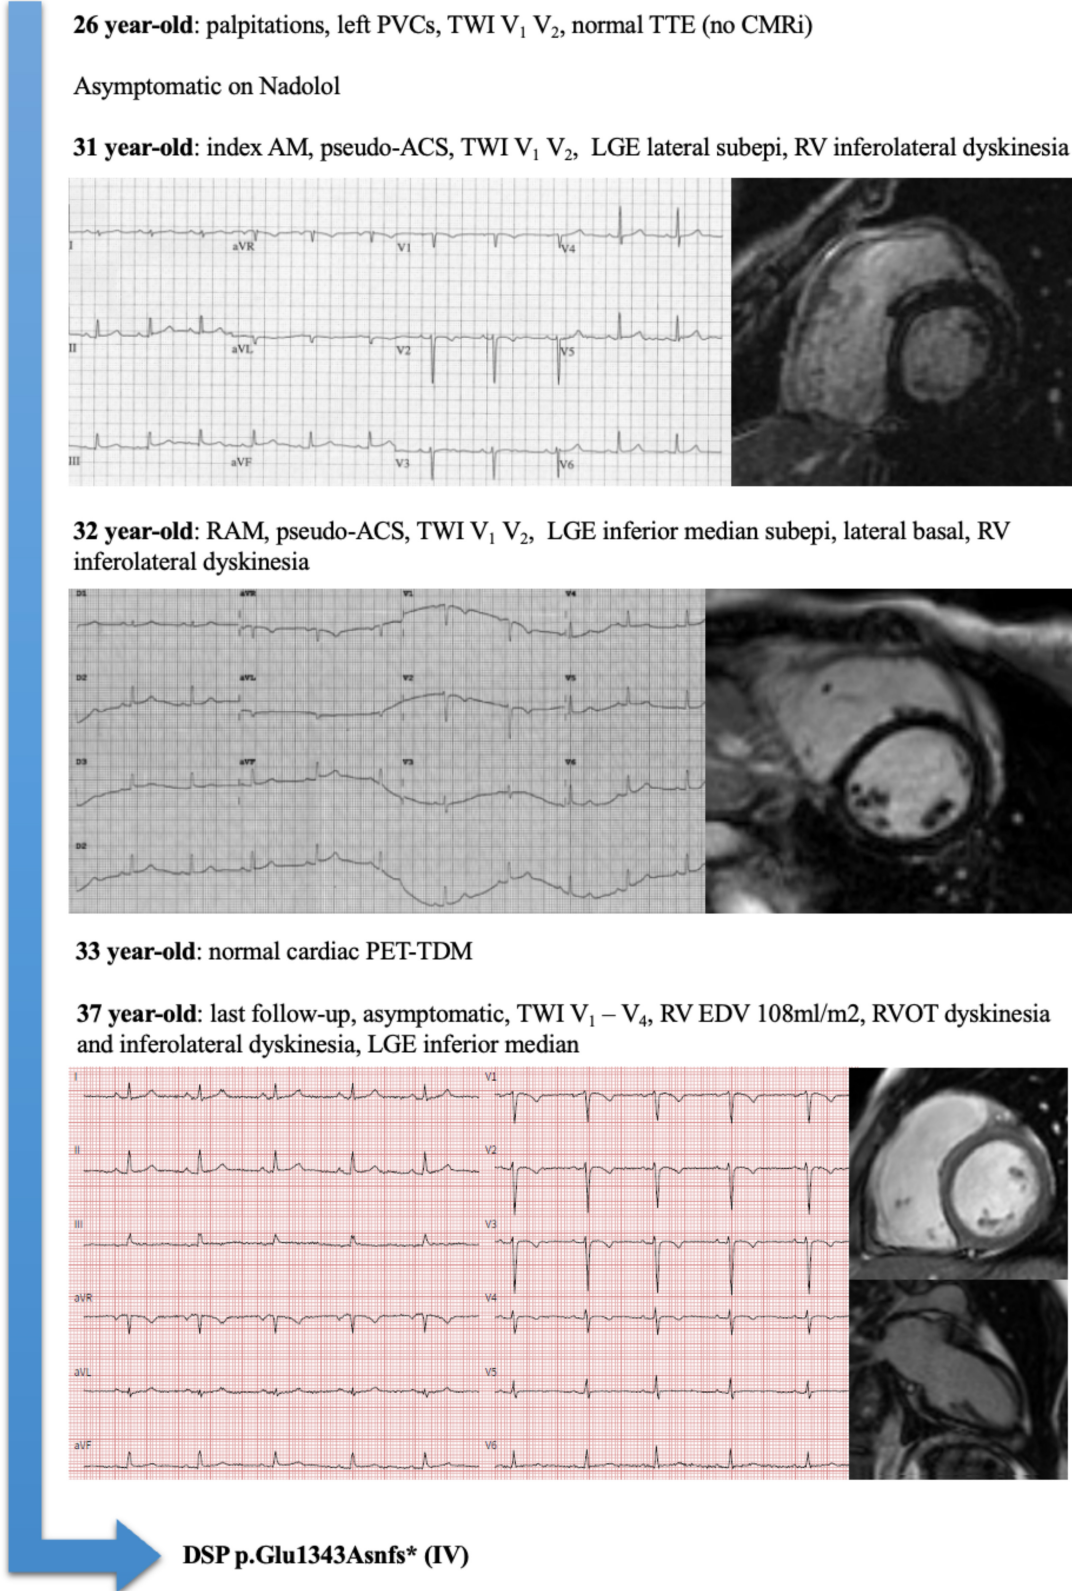 26 year-old: palpitations, left PVCs, TWI V₁ V₂, normal TTE (no CMRi)
Asymptomatic on Nadolol
31 year-old: index AM, pseudo-ACS, TWI V₁ V₂, LGE lateral subepi, RV inferolateral dyskinesia
I aVR V1 V4
II aVL V2 V5
III aVF V3 V6
32 year-old: RAM, pseudo-ACS, TWI V₁ V₂, LGE inferior median subepi, lateral basal, RV
inferolateral dyskinesia
D1 aVR V1 V4
D2 aVL V2 V5
D3 aVF V3 V6
D2
33 year-old: normal cardiac PET-TDM
37 year-old: last follow-up, asymptomatic, TWI V₁ – V₄, RV EDV 108ml/m2, RVOT dyskinesia
and inferolateral dyskinesia, LGE inferior median
I V1
II V2
III V3
aVR V4
aVL V5
aVF V6
DSP p.Glu1343Asnfs* (IV)